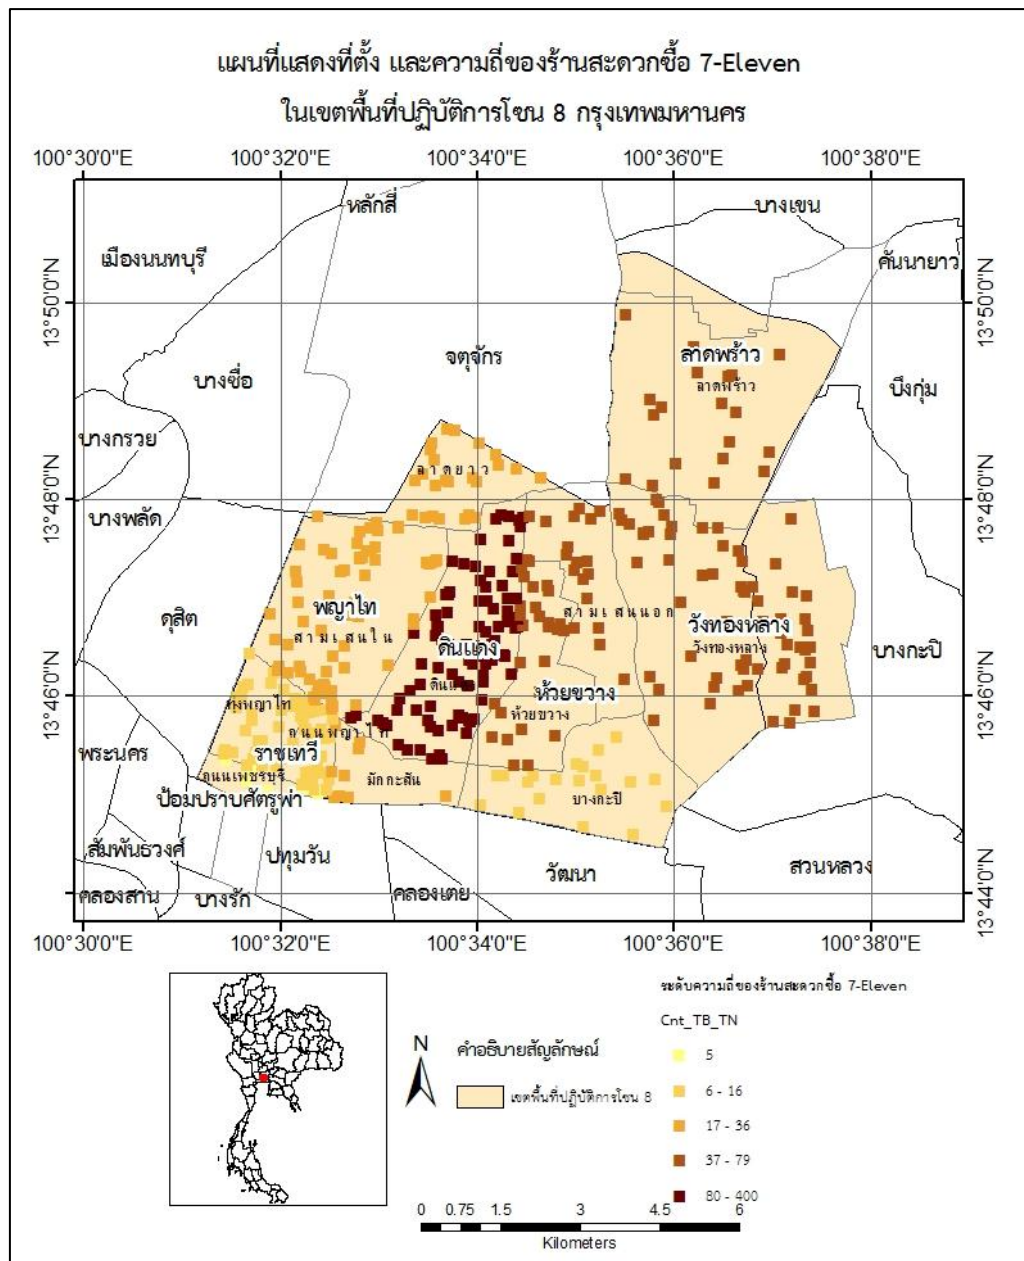 แผนที่แสดงที่ตั้ง และความถี่ของร้านสะดวกซื้อ 7-Eleven
ในเขตพื้นที่ปฏิบัติการโซน 8 กรุงเทพมหานคร
100°30'0"E 100°32'0"E 100°34'0"E 100°36'0"E 100°38'0"E
หลักสี่
บางเขน
เมืองนนทบุรี
คันนายาว
13°50'0"N 13°50'0"N
จตุจักร
ลาดพร้าว
บางซื่อ
ลาดพร้าว
บึงกุ่ม
บางกรวย
ลาดยาว
13°48'0"N 13°48'0"N
บางพลัด
พญาไท
สามเสนนอก
ดุสิต
วังทองหลาง
สามเสนใน
ดินแดง
วังทองหลาง
บางกะปิ
ดินแดง
13°46'0"N 13°46'0"N
ห้วยขวาง
ทุ่งพญาไท
ห้วยขวาง
ถนนพญาไท
พระนคร
ราชเทวี
ถนนเพชรบุรี
มักกะสัน
ป้อมปราบศัตรูพ่า
บางกะปิ
สัมพันธวงศ์
ปทุมวัน
สวนหลวง
วัฒนา
คลองสาน
บางรัก
คลองเตย
13°44'0"N 13°44'0"N
100°30'0"E 100°32'0"E 100°34'0"E 100°36'0"E 100°38'0"E
ระดับความถี่ของร้านสะดวกซื้อ 7-Eleven
Cnt_TB_TN
5
6 - 16
17 - 36
37 - 79
80 - 400
N
คำอธิบายสัญลักษณ์
เขตพื้นที่ปฏิบัติการโซน 8
0 0.75 1.5 3 4.5 6
Kilometers